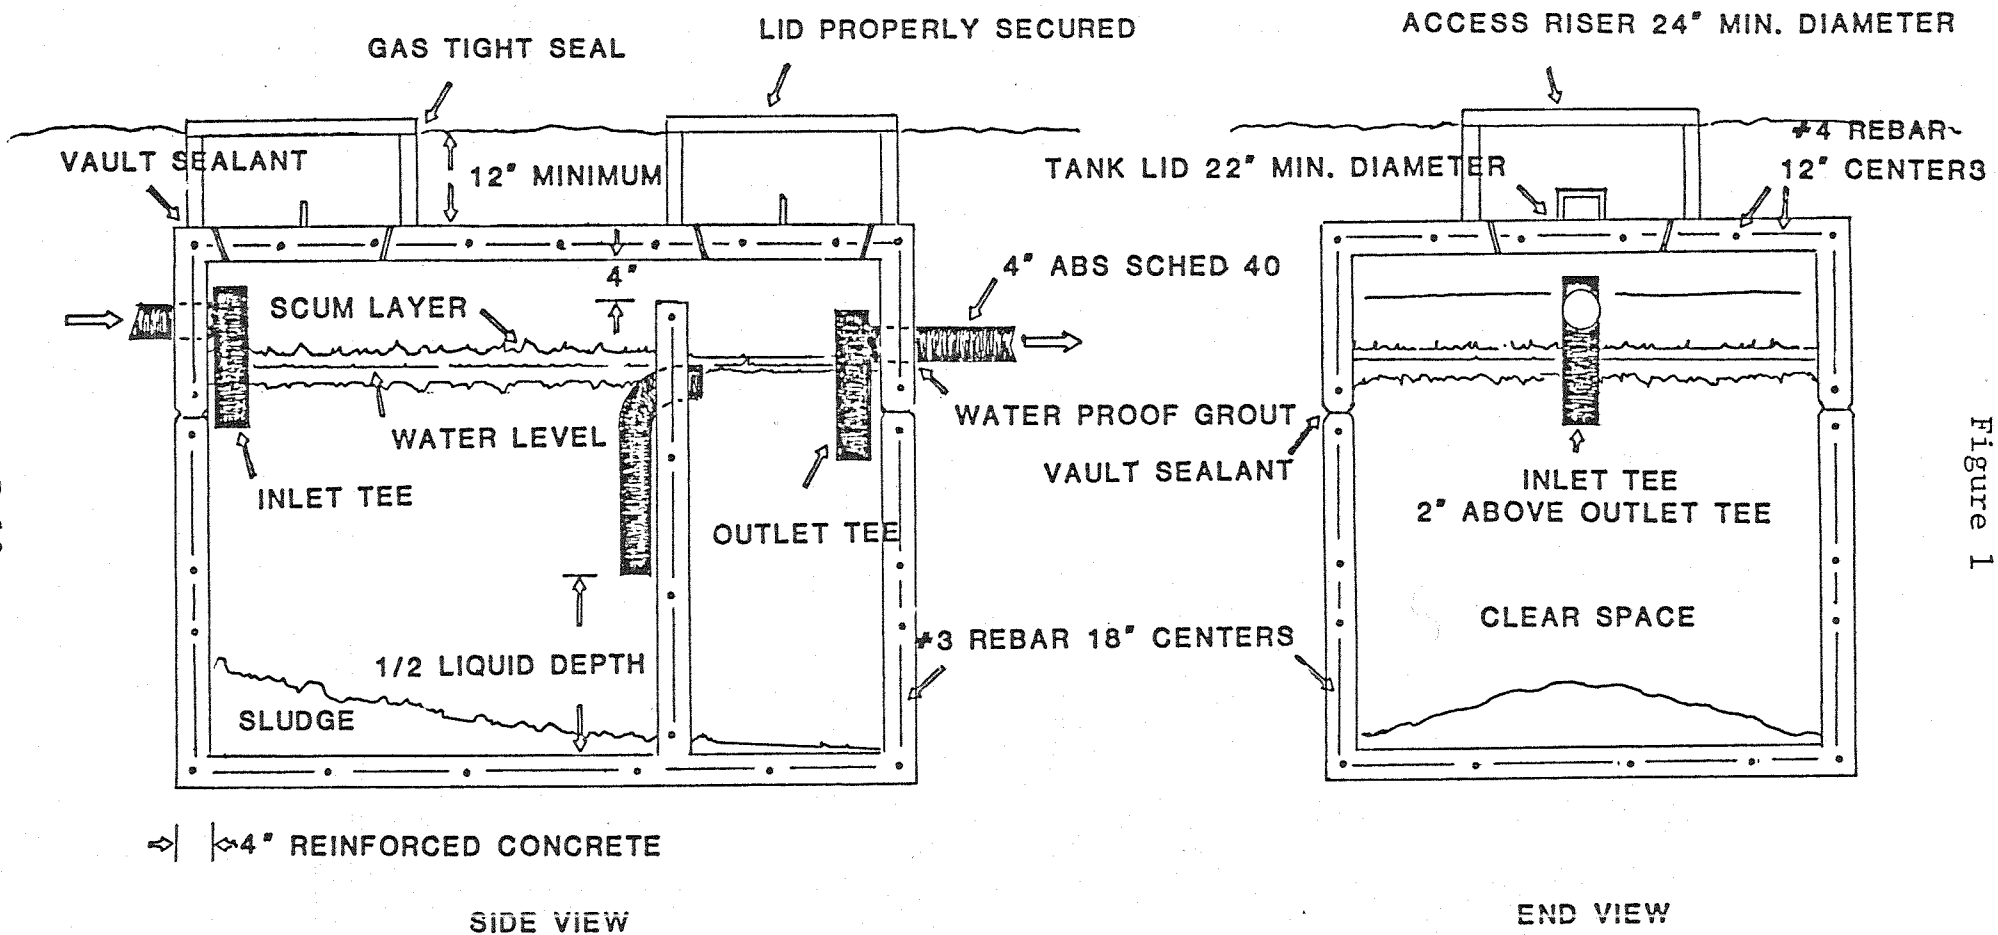 GAS TIGHT SEAL
LID PROPERLY SECURED
ACCESS RISER 24" MIN. DIAMETER
VAULT SEALANT
12" MINIMUM
TANK LID 22" MIN. DIAMETER
#4 REBAR~
12" CENTERS
4"
4" ABS SCHED 40
SCUM LAYER
WATER LEVEL
WATER PROOF GROUT
VAULT SEALANT
INLET TEE
OUTLET TEE
INLET TEE
2" ABOVE OUTLET TEE
CLEAR SPACE
#3 REBAR 18" CENTERS
1/2 LIQUID DEPTH
SLUDGE
4" REINFORCED CONCRETE
SIDE VIEW
END VIEW
Figure 1